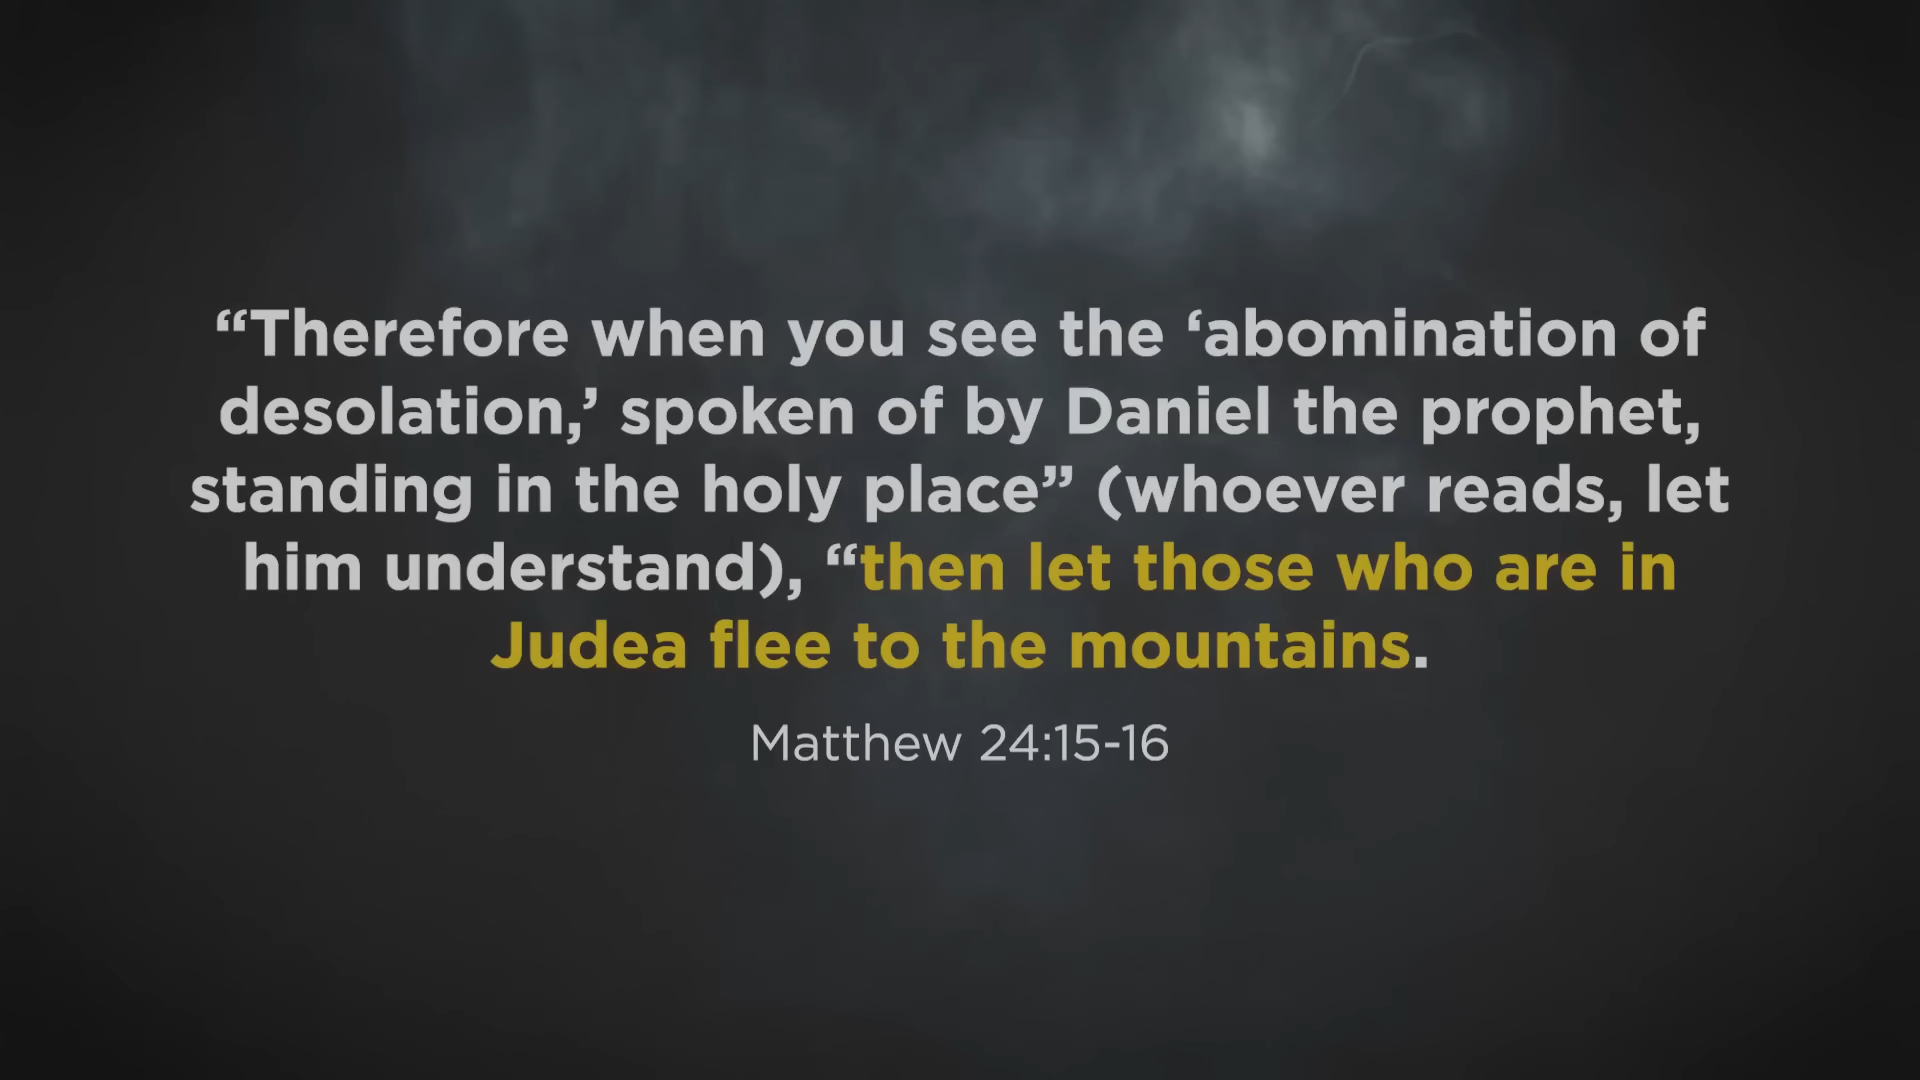 “Therefore when you see the ‘abomination of
desolation,’ spoken of by Daniel the prophet,
standing in the holy place” (whoever reads, let
him understand), “then let those who are in
Judea flee to the mountains.
Matthew 24:15-16